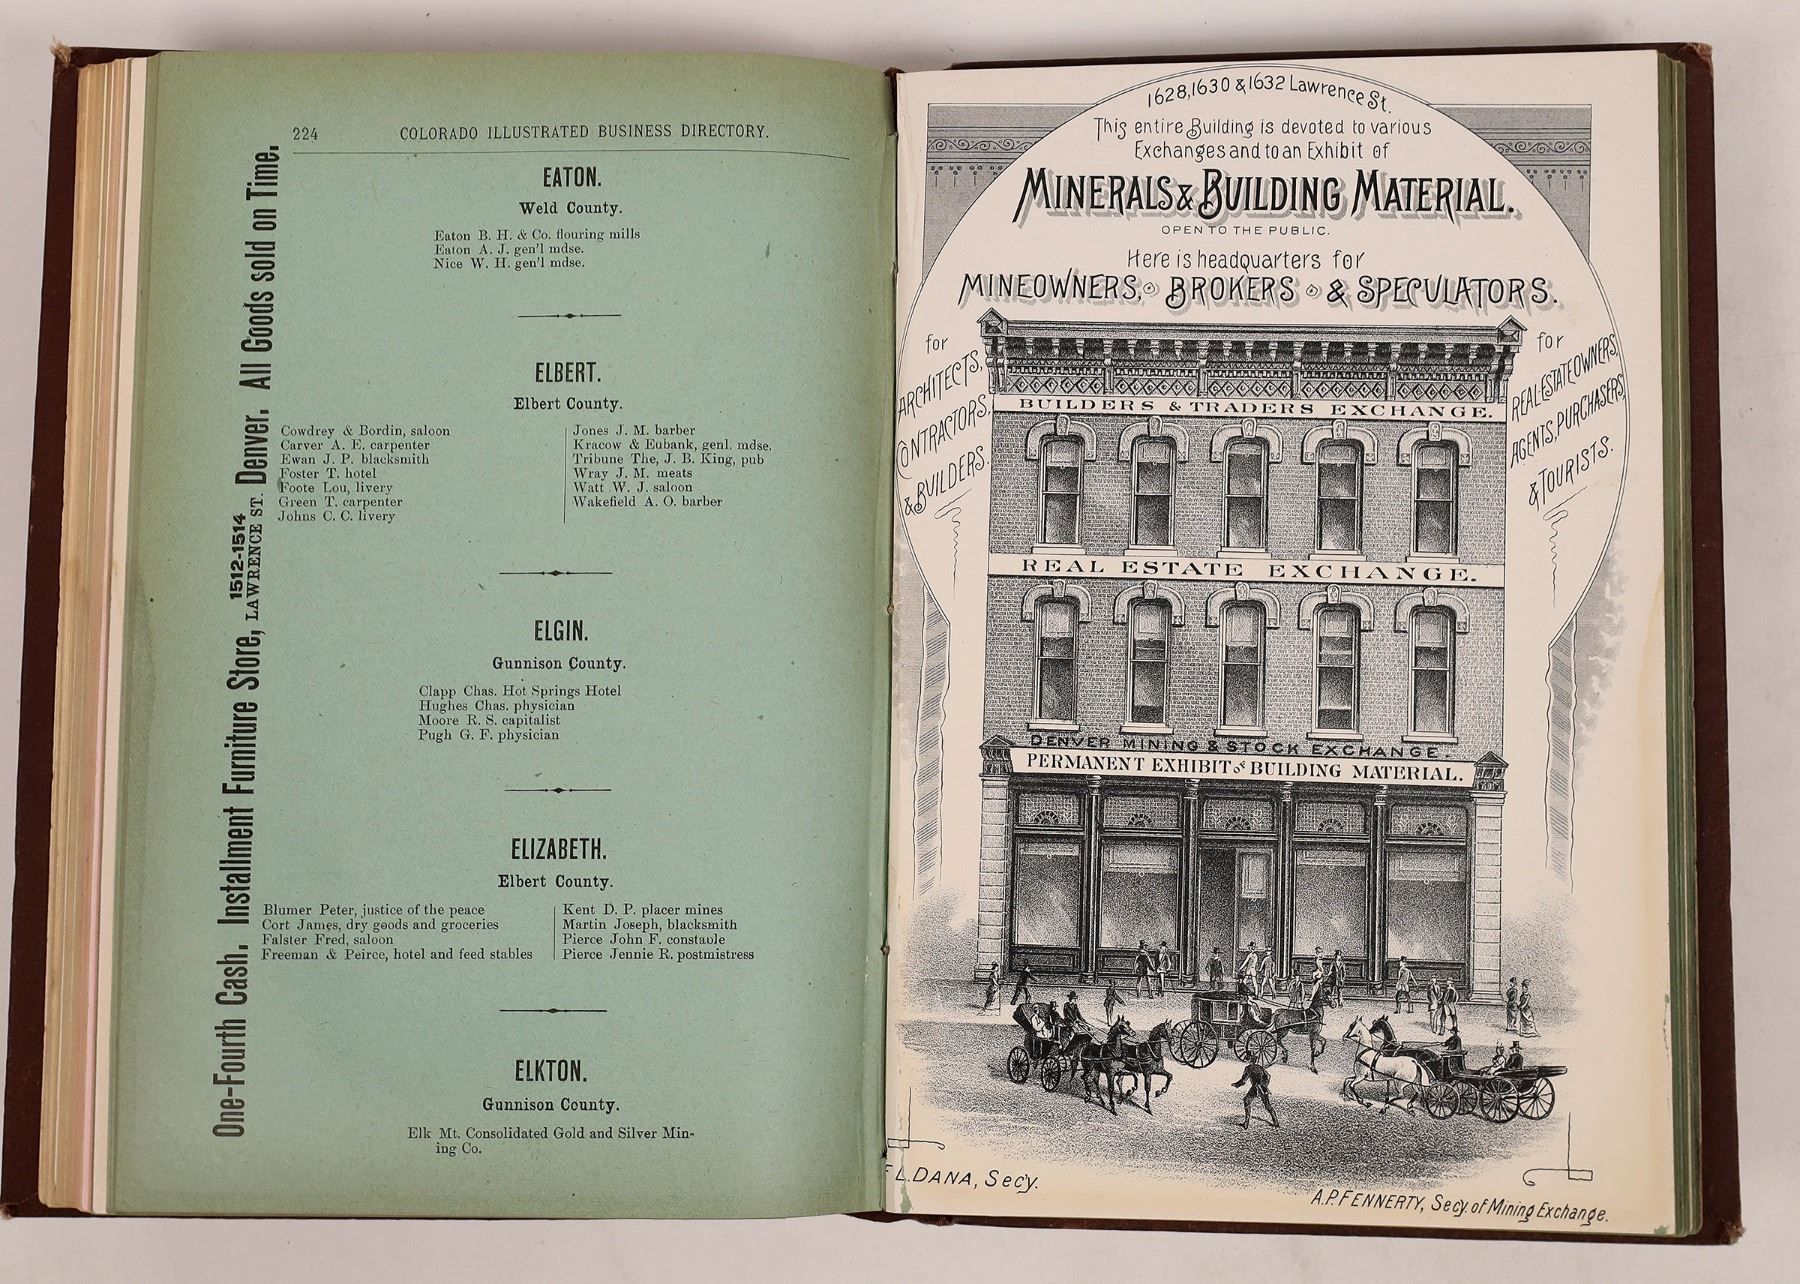 224
COLORADO ILLUSTRATED BUSINESS DIRECTORY.
One-Fourth Cash. Installment Furniture Store, 1512-1514 LAWRENCE ST. Denver. All Goods sold on Time.
EATON.
Weld County.
Eaton B. H. & Co. flouring mills
Eaton A. J. gen'l mdse.
Nice W. H. gen'l mdse.
ELBERT.
Elbert County.
Cowdrey & Bordin, saloon
Carver A. E. carpenter
Ewan J. P. blacksmith
Foster T. hotel
Foote Lou, livery
Green T. carpenter
Johns C. C. livery
Jones J. M. barber
Kracow & Eubank, genl. mdse.
Tribune The, J. B. King, pub
Wray J. M. meats
Watt W. J. saloon
Wakefield A. O. barber
ELGIN.
Gunnison County.
Clapp Chas. Hot Springs Hotel
Hughes Chas. physician
Moore R. S. capitalist
Pugh G. F. physician
ELIZABETH.
Elbert County.
Blumer Peter, justice of the peace
Cort James, dry goods and groceries
Falster Fred, saloon
Freeman & Peirce, hotel and feed stables
Kent D. P. placer mines
Martin Joseph, blacksmith
Pierce John F. constable
Pierce Jennie R. postmistress
ELKTON.
Gunnison County.
Elk Mt. Consolidated Gold and Silver Min-
ing Co.
1628, 1630 & 1632 Lawrence St.
This entire Building is devoted to various
Exchanges and to an Exhibit of
MINERALS & BUILDING MATERIAL.
OPEN TO THE PUBLIC.
Here is headquarters for
MINEOWNERS, BROKERS & SPECULATORS.
for
ARCHITECTS,
CONTRACTORS,
& BUILDERS.
for
REAL-ESTATE OWNERS,
AGENTS, PURCHASERS
& TOURISTS.
BUILDERS & TRADERS EXCHANGE.
REAL ESTATE EXCHANGE.
DENVER MINING & STOCK EXCHANGE.
PERMANENT EXHIBIT of BUILDING MATERIAL.
L. DANA, Secy.
A. P. FENNERTY, Secy. of Mining Exchange.